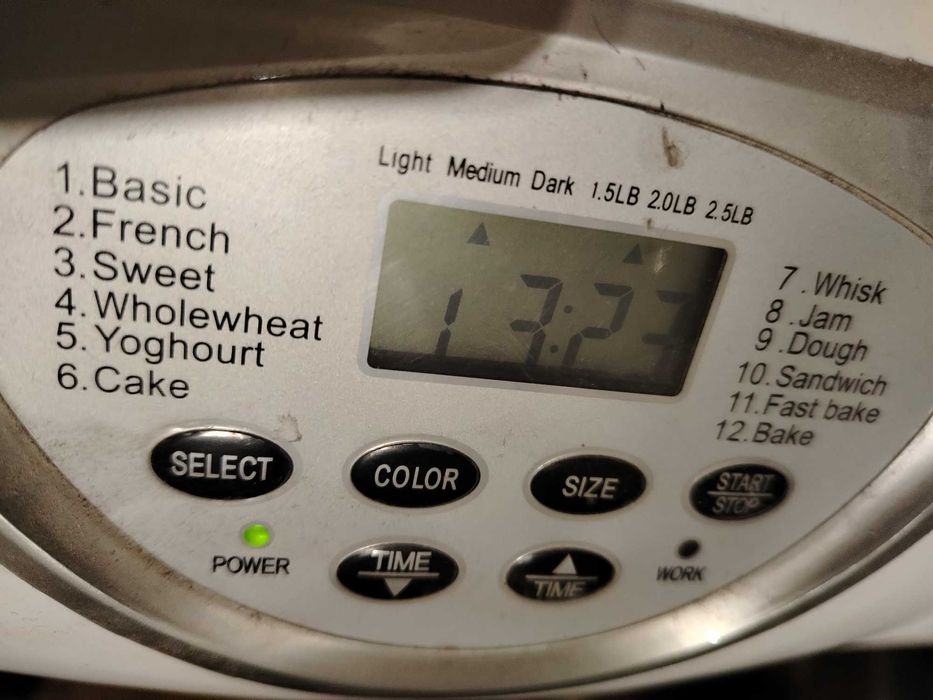 Light Medium Dark 1.5LB 2.0LB 2.5LB
1.Basic
2.French
3.Sweet
4.Wholewheat
5.Yoghourt
6.Cake
1 3:23
7.Whisk
8.Jam
9.Dough
10.Sandwich
11.Fast bake
12.Bake
SELECT
COLOR
SIZE
START
STOP
POWER
TIME
TIME
WORK